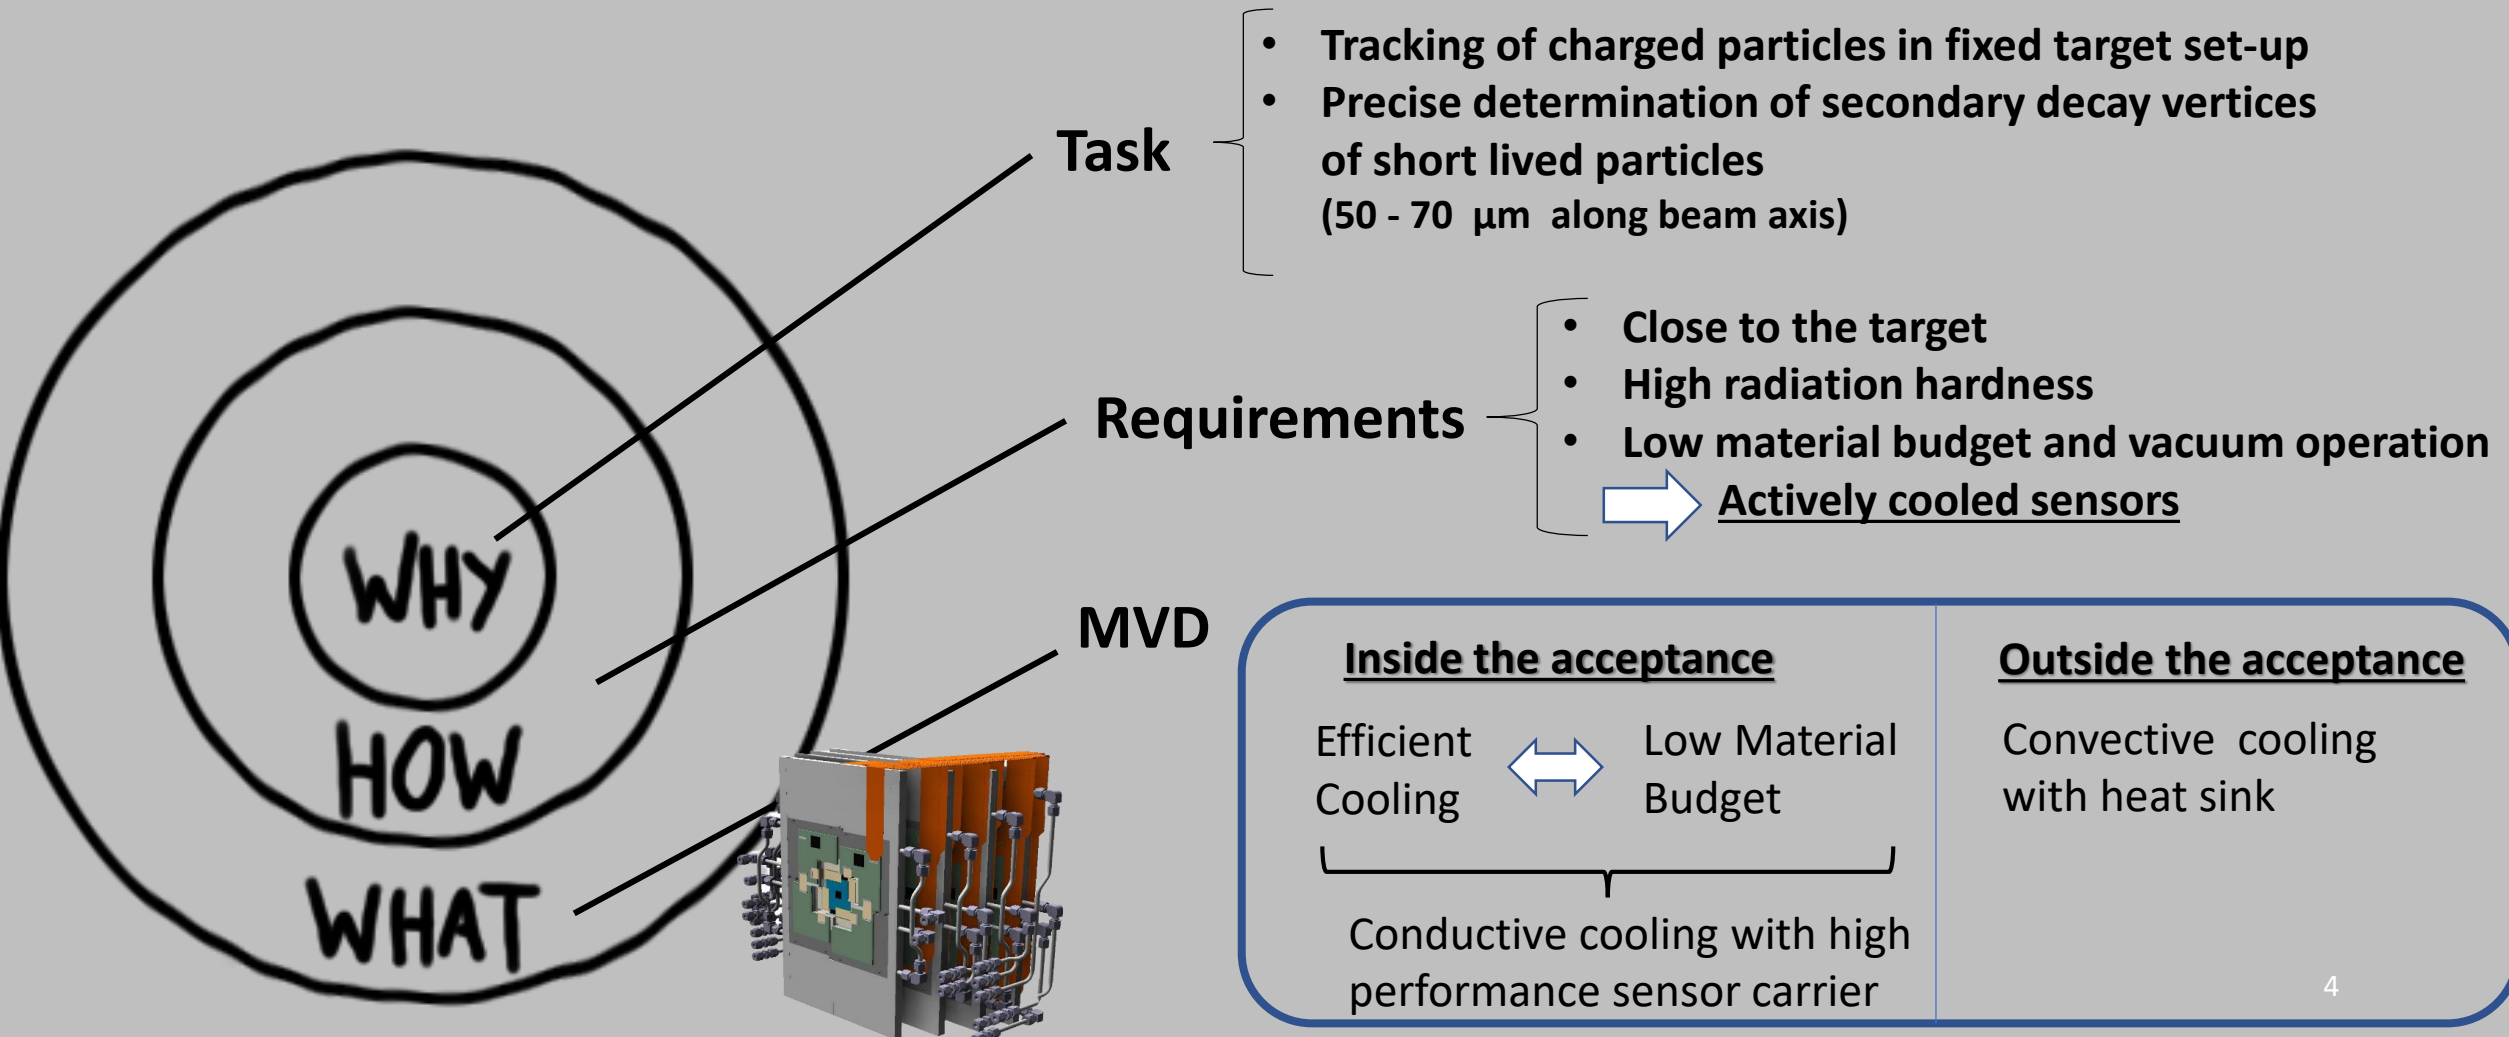 • Tracking of charged particles in fixed target set-up
• Precise determination of secondary decay vertices
of short lived particles
(50 - 70 µm along beam axis)
Task
• Close to the target
• High radiation hardness
• Low material budget and vacuum operation
Actively cooled sensors
Requirements
WHY
HOW
WHAT
MVD
Inside the acceptance
Efficient
Cooling
Low Material
Budget
Conductive cooling with high
performance sensor carrier
Outside the acceptance
Convective cooling
with heat sink
4